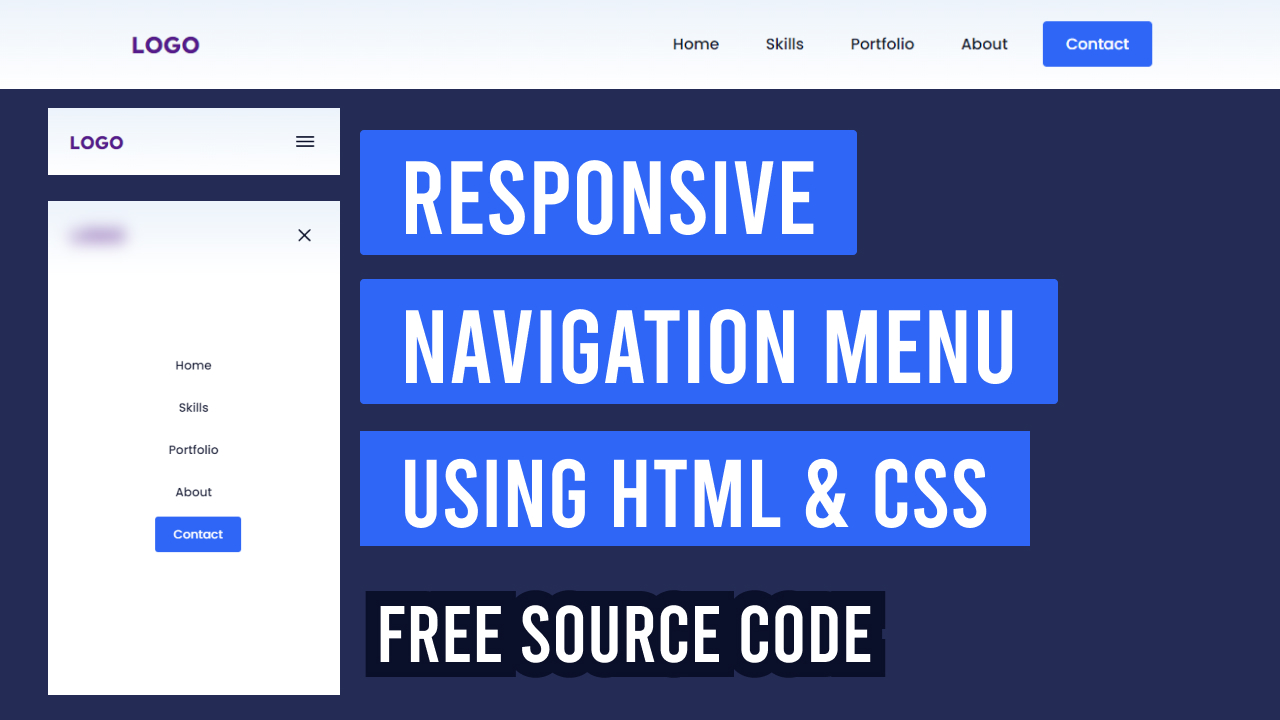 LOGO Home Skills Portfolio About Contact
LOGO
RESPONSIVE
NAVIGATION MENU
USING HTML & CSS
FREE SOURCE CODE
Home
Skills
Portfolio
About
Contact